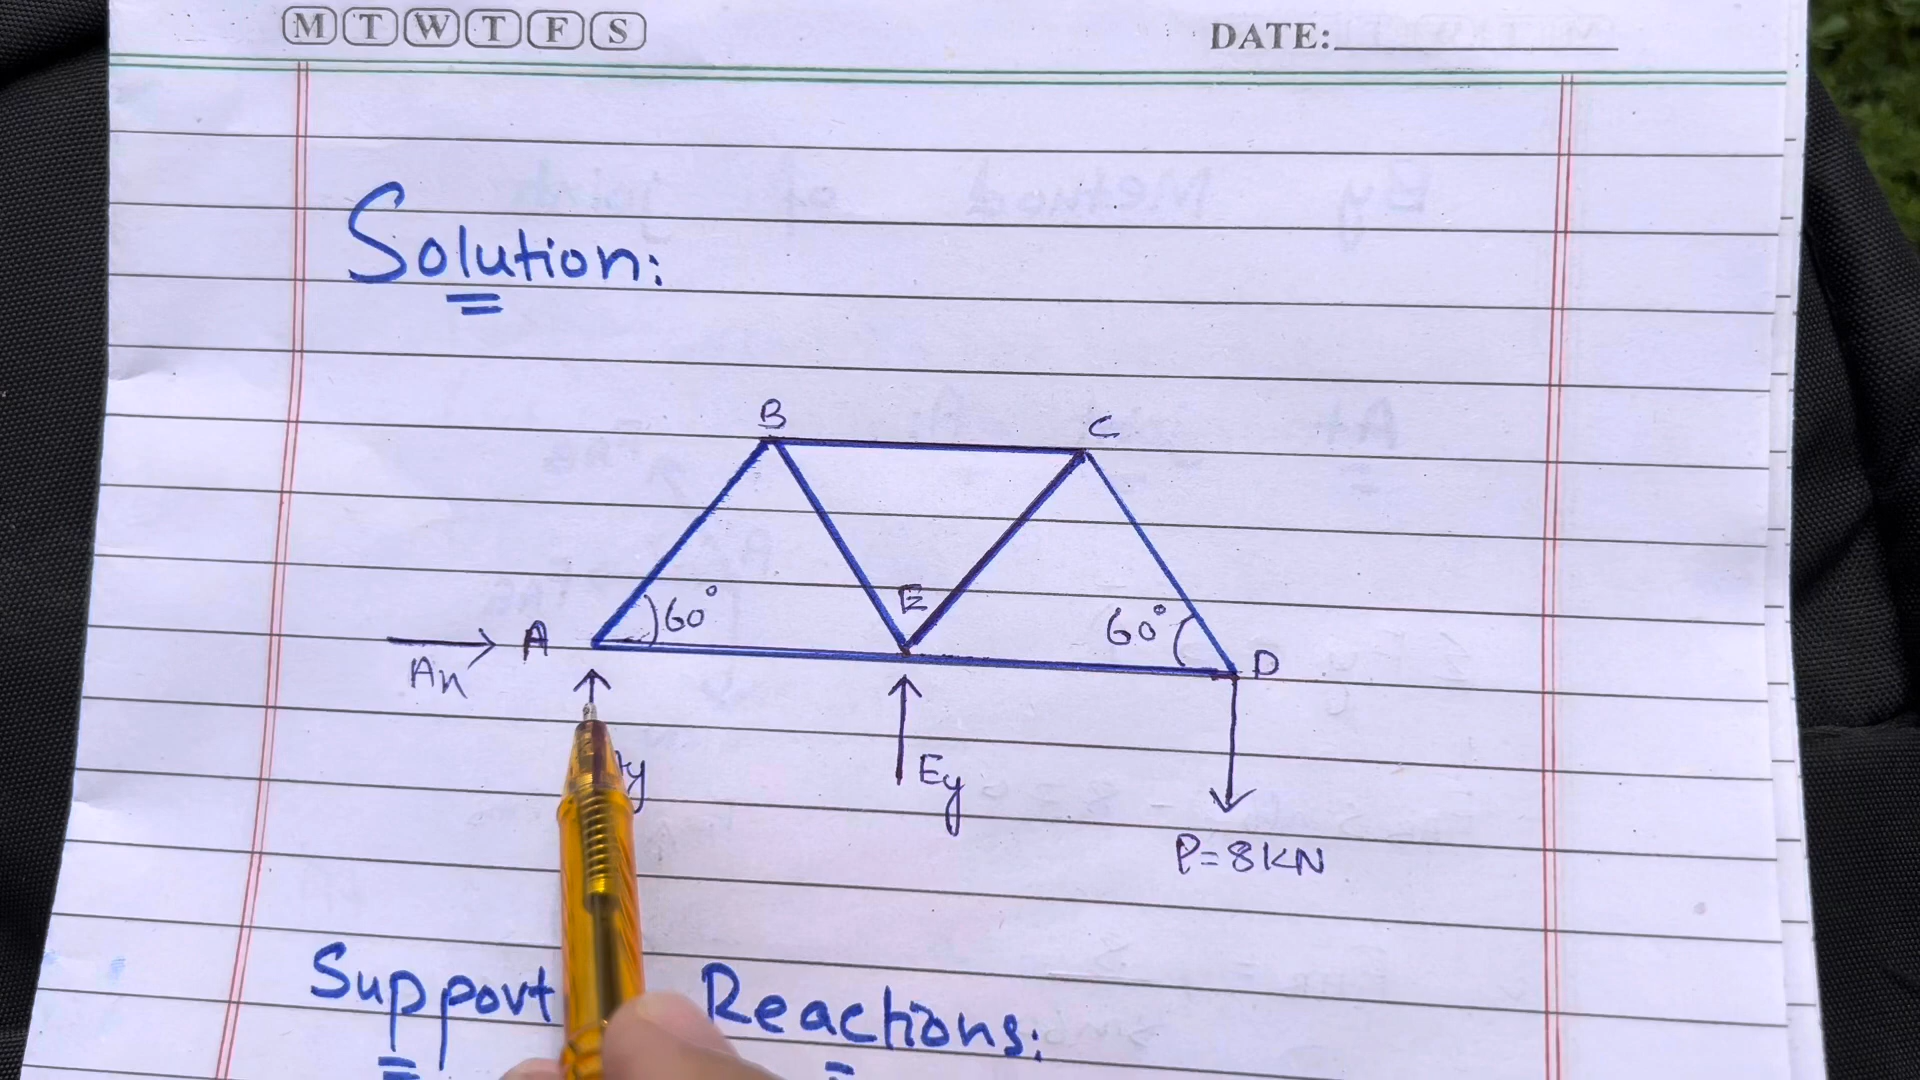 M T W T F S
DATE:
Solution:
B C
E
60° 60°
A D
Ax
Ey
P=8KN
Support Reactions: